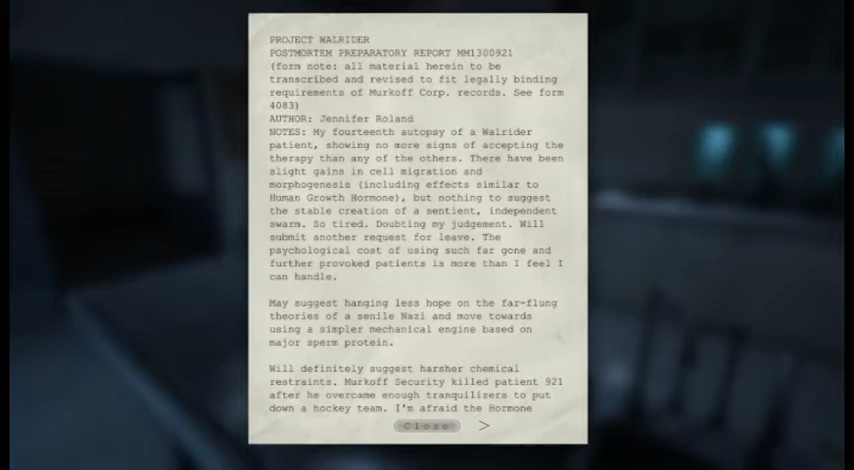 PROJECT WALRIDER
POSTMORTEM PREPARATORY REPORT MM1300921
(form note: all material herein to be
transcribed and revised to fit legally binding
requirements of Murkoff Corp. records. See form
4083)
AUTHOR: Jennifer Roland
NOTES: My fourteenth autopsy of a Walrider
patient, showing no more signs of accepting the
therapy than any of the others. There have been
slight gains in cell migration and
morphogenesis (including effects similar to
Human Growth Hormone), but nothing to suggest
the stable creation of a sentient, independent
swarm. So tired. Doubting my judgement. Will
submit another request for leave. The
psychological cost of using such far gone and
further provoked patients is more than I feel I
can handle.
May suggest hanging less hope on the far-flung
theories of a senile Nazi and move towards
using a simpler mechanical engine based on
major sperm protein.
Will definitely suggest harsher chemical
restraints. Murkoff Security killed patient 921
after he overcame enough tranquilizers to put
down a hockey team. I'm afraid the Hormone
Close >